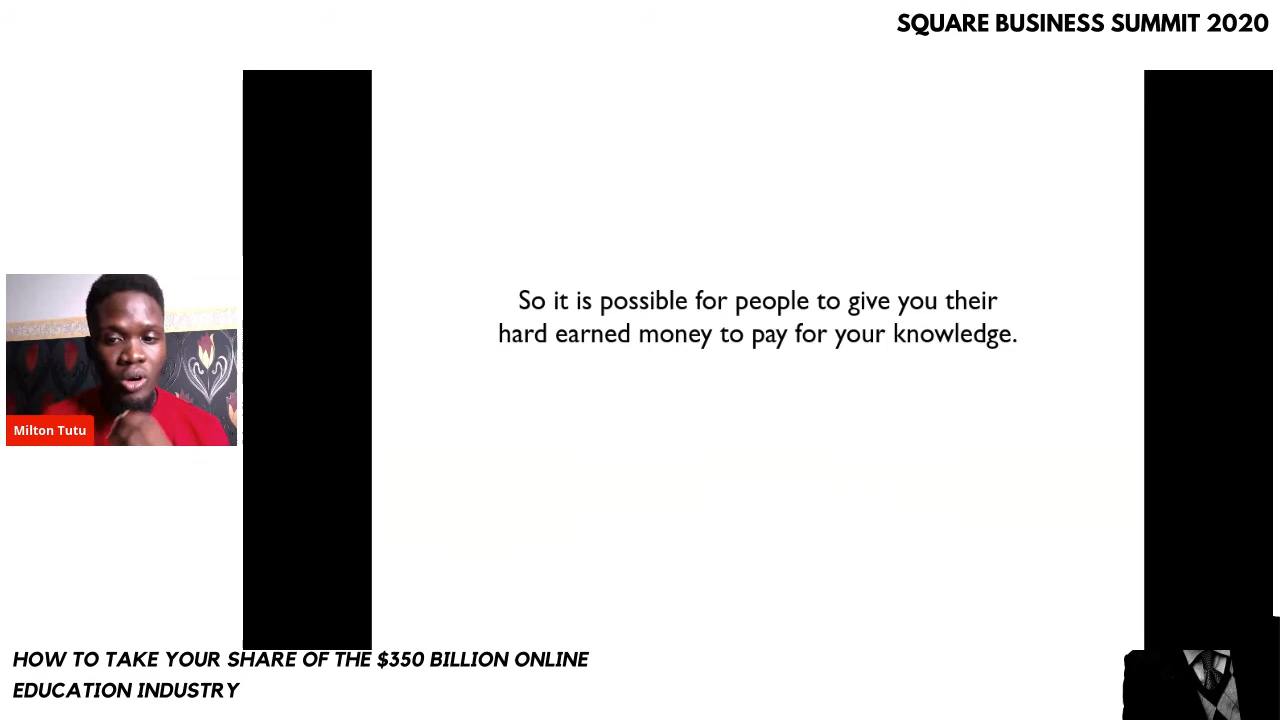 SQUARE BUSINESS SUMMIT 2020
So it is possible for people to give you their
hard earned money to pay for your knowledge.
Milton Tutu
HOW TO TAKE YOUR SHARE OF THE $350 BILLION ONLINE
EDUCATION INDUSTRY